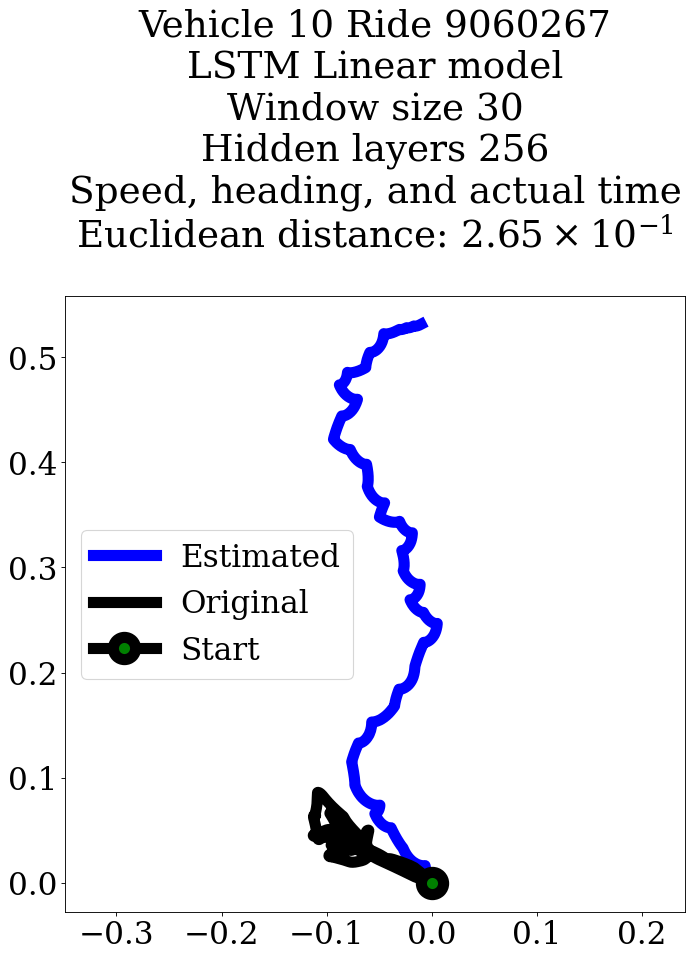 Vehicle 10 Ride 9060267
LSTM Linear model
Window size 30
Hidden layers 256
Speed, heading, and actual time
Euclidean distance: 2.65 × 10⁻¹
0.5
0.4
0.3
0.2
0.1
0.0
Estimated
Original
Start
−0.3 −0.2 −0.1 0.0 0.1 0.2